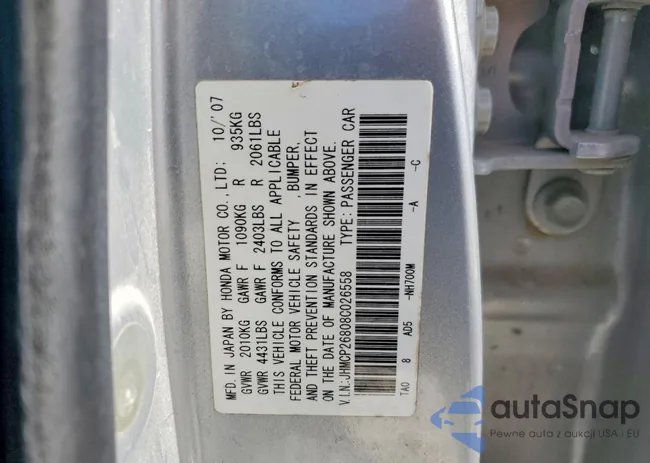 MFD. IN JAPAN BY HONDA MOTOR CO., LTD: 10/'07
GVWR 2010KG GAWR F 1090KG R 935KG
GVWR 4431LBS GAWR F 2403LBS R 2061LBS
THIS VEHICLE CONFORMS TO ALL APPLICABLE
FEDERAL MOTOR VEHICLE SAFETY , BUMPER,
AND THEFT PREVENTION STANDARDS IN EFFECT
ON THE DATE OF MANUFACTURE SHOWN ABOVE.
V.I.N.:JHMCP26808C026558 TYPE: PASSENGER CAR
TA0 8 AD5 -NH700M -A -C
autaSnap
Pewne auta z aukcji USA i EU